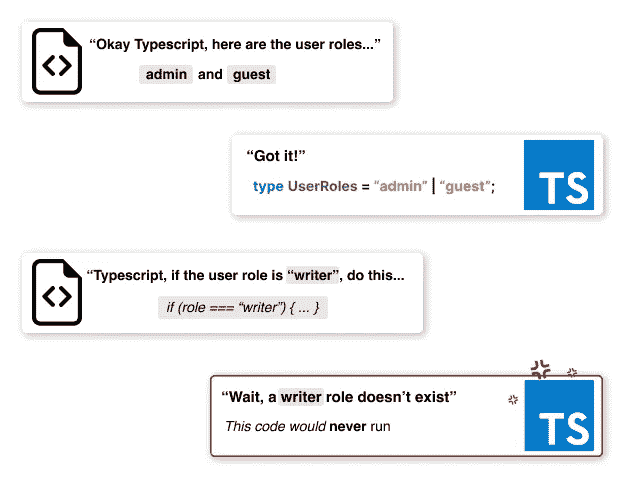 “Okay Typescript, here are the user roles...”
admin and guest
“Got it!”
type UserRoles = “admin” | “guest”;
TS
“Typescript, if the user role is “writer”, do this...
if (role === “writer”) { ... }
“Wait, a writer role doesn’t exist”
This code would never run
TS